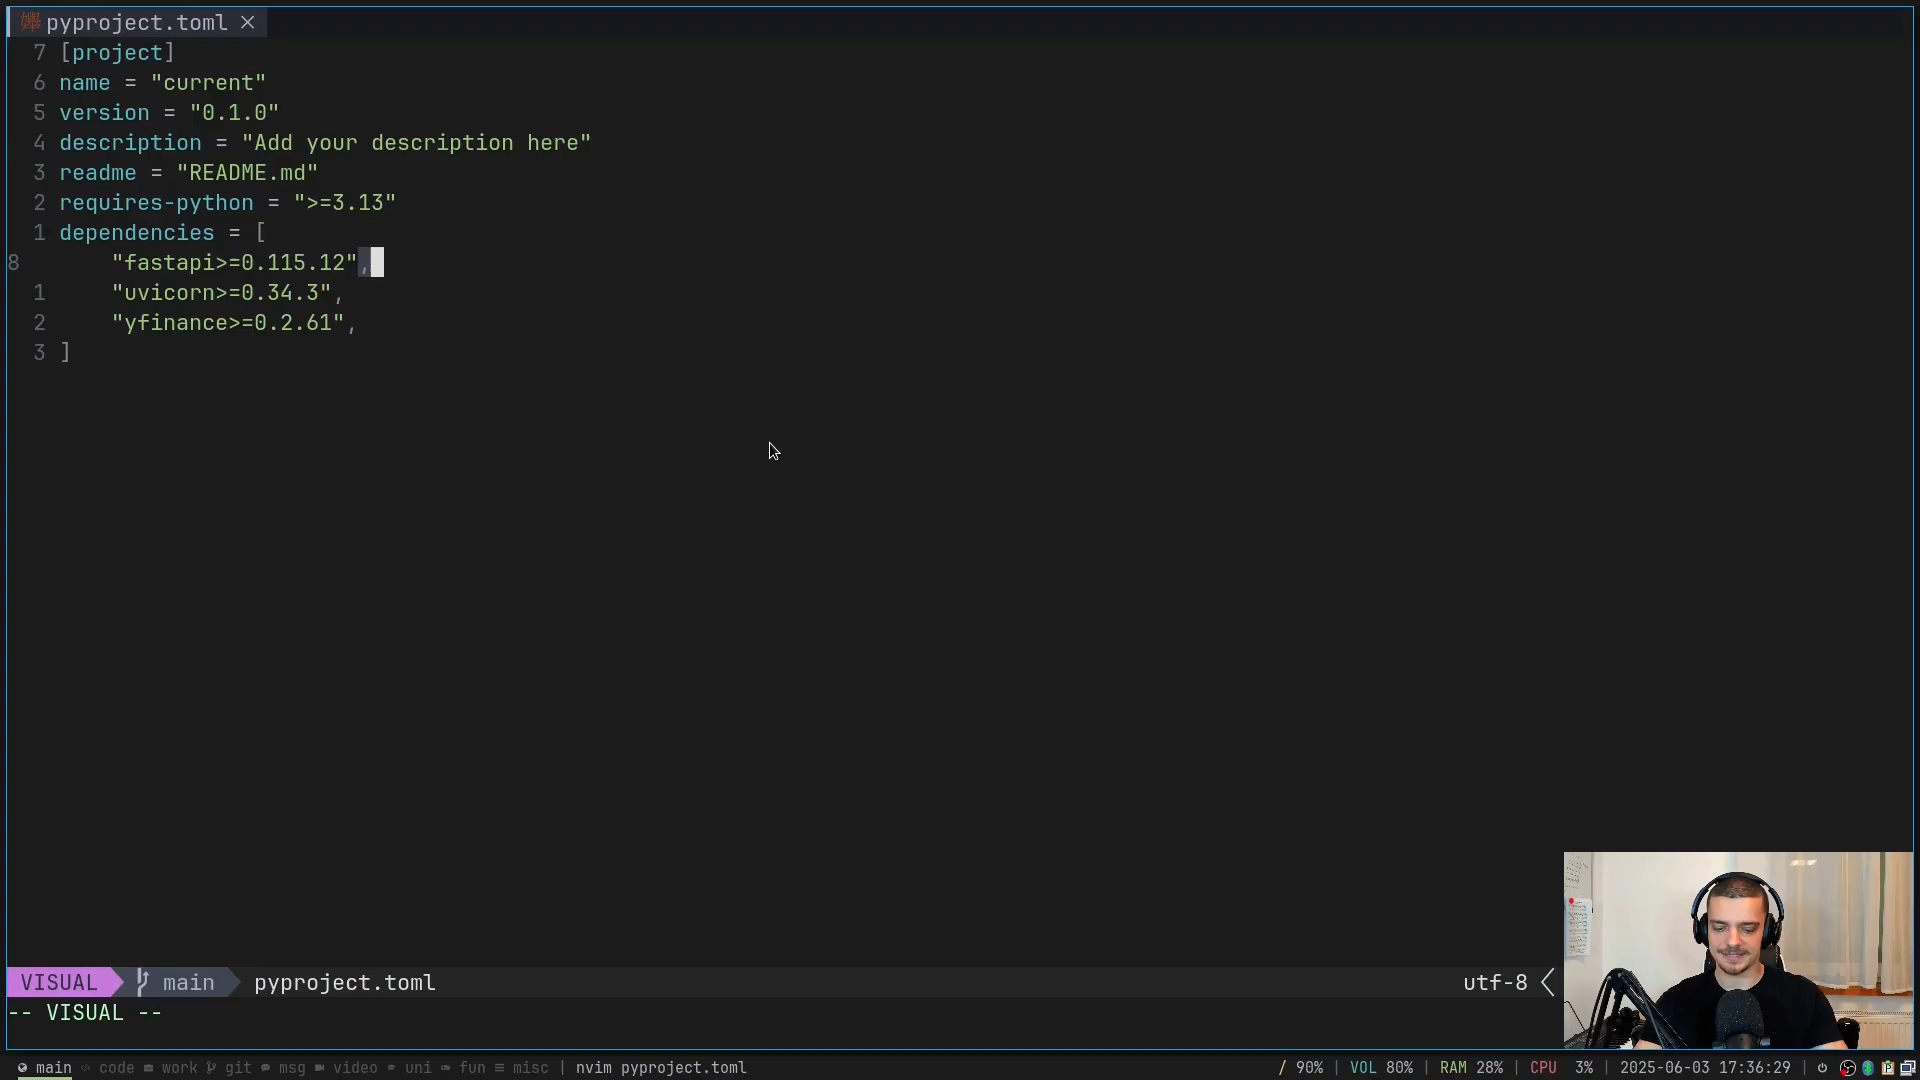 pyproject.toml ×
7 [project]
6 name = "current"
5 version = "0.1.0"
4 description = "Add your description here"
3 readme = "README.md"
2 requires-python = ">=3.13"
1 dependencies = [
8 "fastapi>=0.115.12",
1 "uvicorn>=0.34.3",
2 "yfinance>=0.2.61",
3 ]
VISUAL main pyproject.toml utf-8
-- VISUAL --
main code work git msg video uni fun misc | nvim pyproject.toml / 90% | VOL 80% | RAM 28% | CPU 3% | 2025-06-03 17:36:29 |